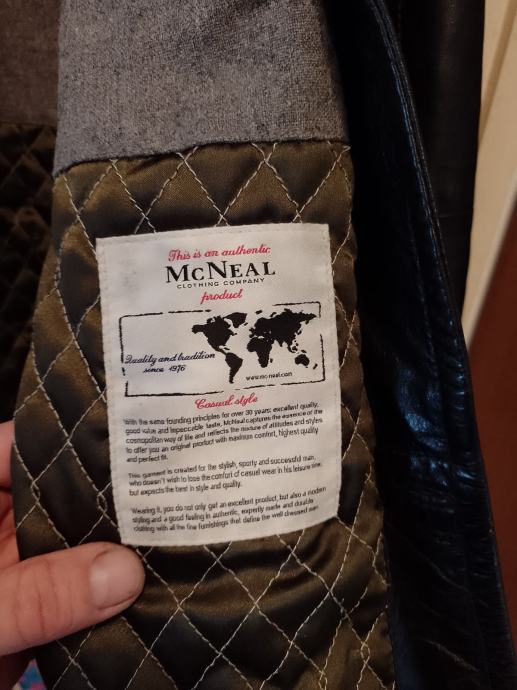 This is an authentic
McNEAL
CLOTHING COMPANY
product
Quality and tradition
since 1976
www.mc-neal.com
Casual style
With the same founding principles for over 30 years: excellent quality,
good value and impeccable taste, McNeal captures the essence of the
cosmopolitan way of life and reflects the mixture of attitudes and styles
to offer you an original product with maximum comfort, highest quality
and perfect fit.
This garment is created for the stylish, sporty and successful man,
who doesn't wish to lose the comfort of casual wear in his leisure time,
but expects the best in style and quality.
Wearing it, you do not only get an excellent product, but also a modern
styling and a good feeling in authentic, expertly made and durable
clothing with all the fine furnishings that define the well dressed man.